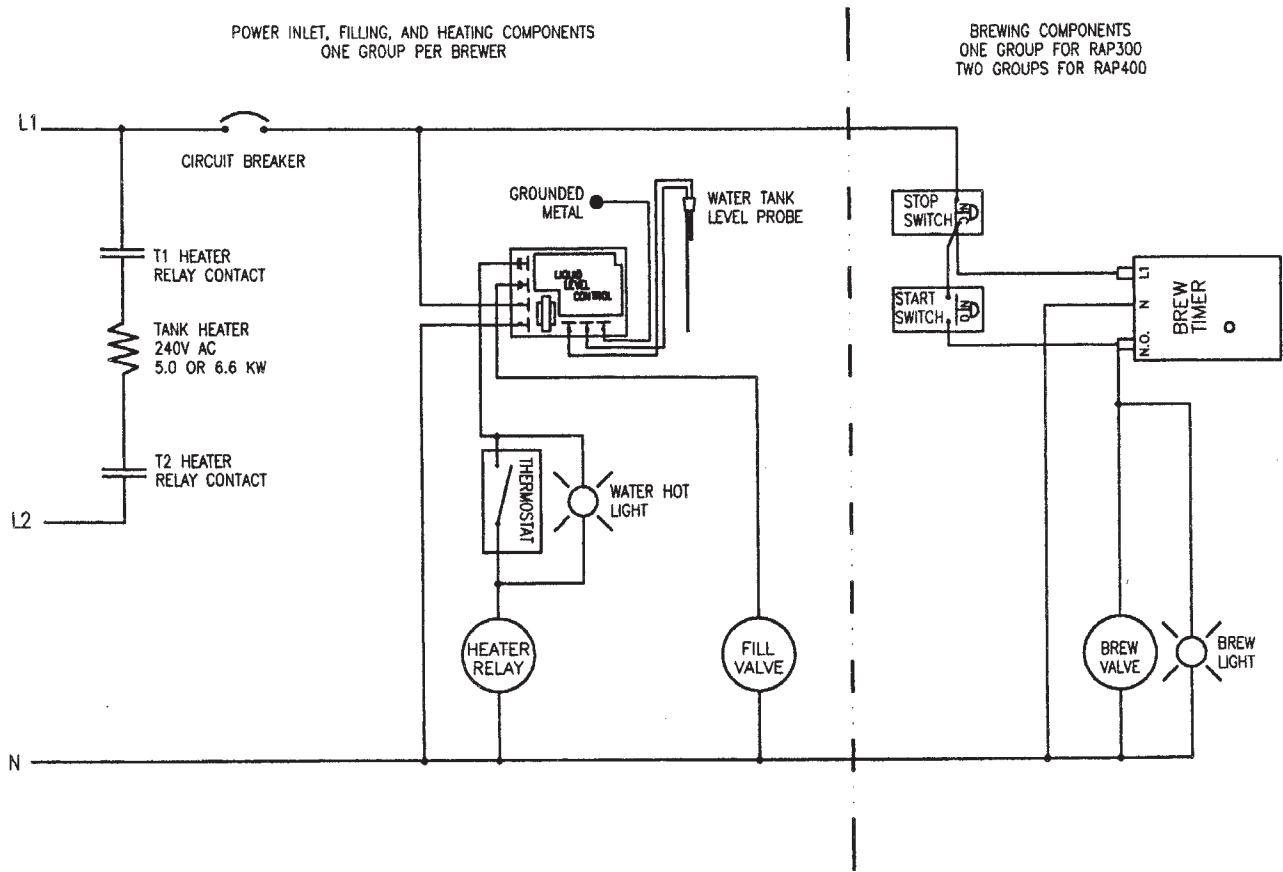 POWER INLET, FILLING, AND HEATING COMPONENTS
ONE GROUP PER BREWER
BREWING COMPONENTS
ONE GROUP FOR RAP300
TWO GROUPS FOR RAP400
L1
CIRCUIT BREAKER
GROUNDED
METAL
WATER TANK
LEVEL PROBE
STOP
SWITCH
NC
T1 HEATER
RELAY CONTACT
LIQUID
LEVEL
CONTROL
START
SWITCH
NO
L1
N
N.O.
BREW
TIMER
TANK HEATER
240V AC
5.0 OR 6.6 KW
T2 HEATER
RELAY CONTACT
THERMOSTAT
WATER HOT
LIGHT
L2
HEATER
RELAY
FILL
VALVE
BREW
VALVE
BREW
LIGHT
N